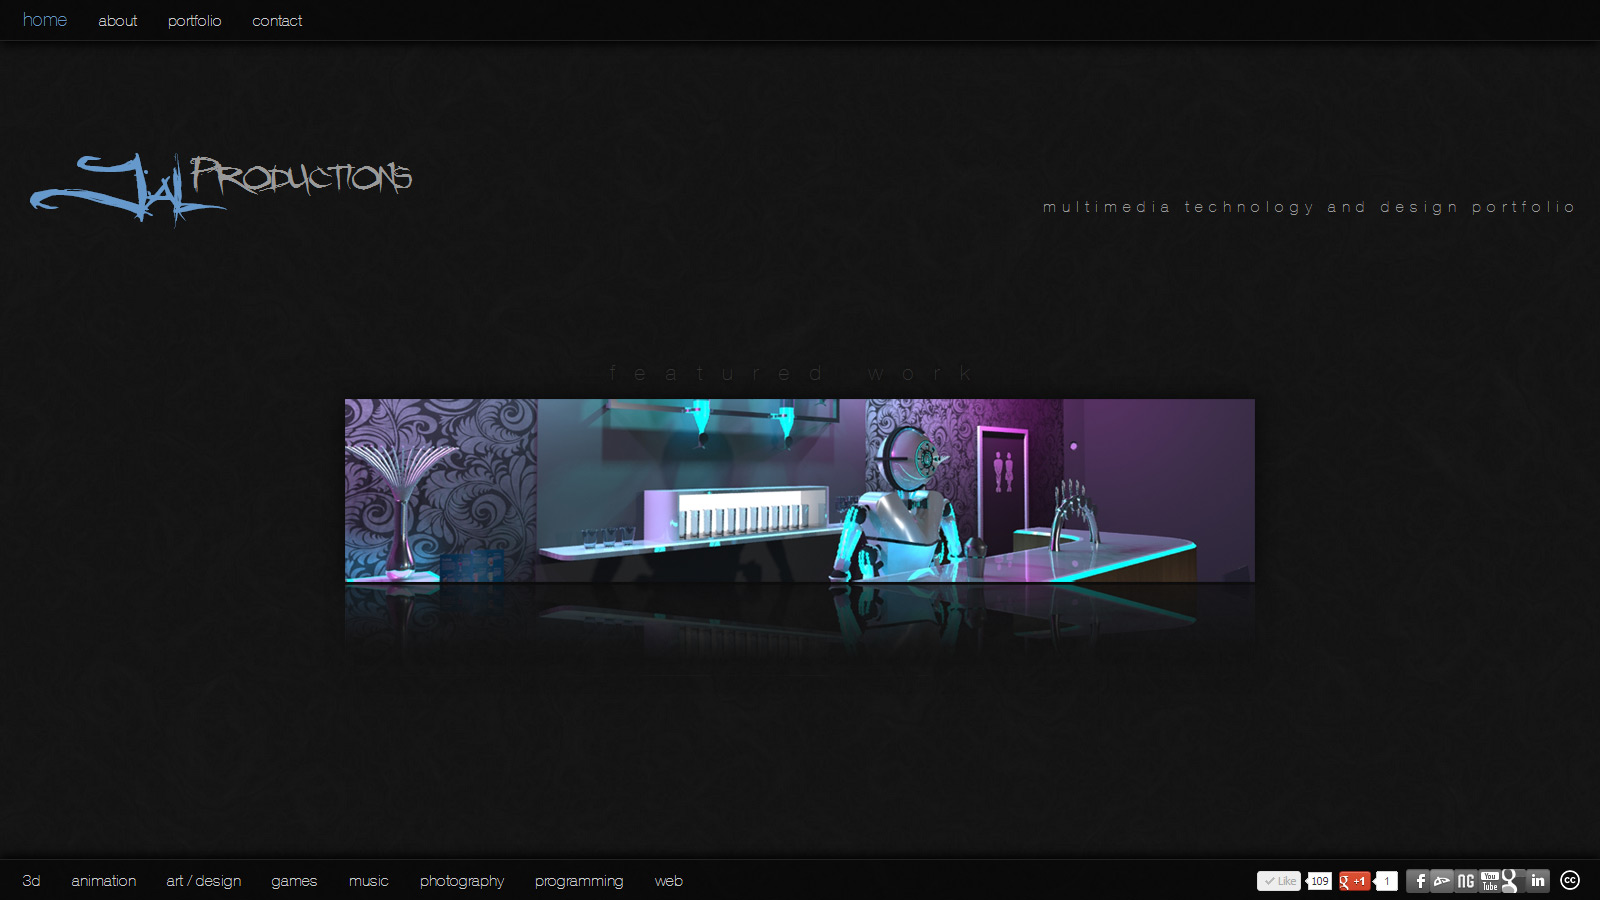 home about portfolio contact
JAL PRODUCTIONS
multimedia technology and design portfolio
featured work
3d animation art / design games music photography programming web
Like 109 g +1 1 f NG You Tube g in cc